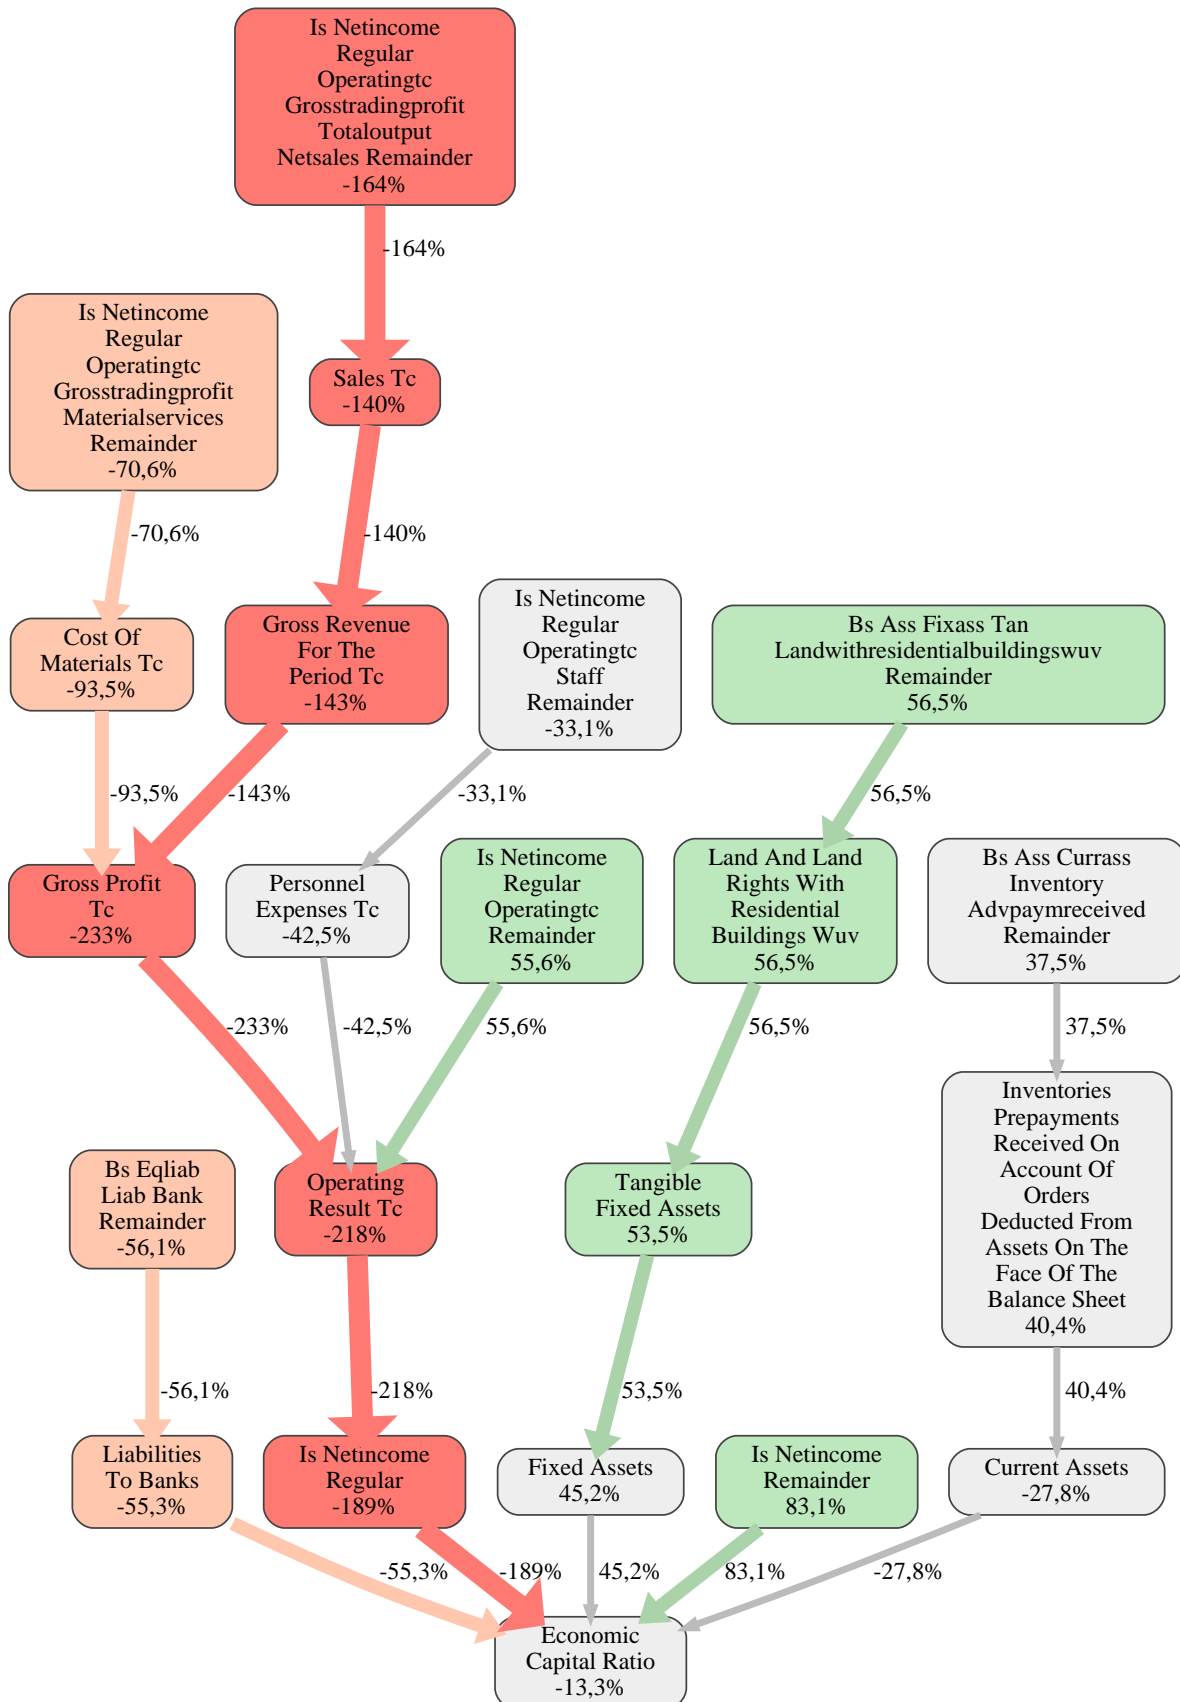 Is Netincome
Regular
Operatingtc
Grosstradingprofit
Totaloutput
Netsales Remainder
-164%
-164%
Is Netincome
Regular
Operatingtc
Grosstradingprofit
Materialservices
Remainder
-70,6%
Sales Tc
-140%
-70,6%
-140%
Is Netincome
Regular
Operatingtc
Staff
Remainder
-33,1%
Cost Of
Materials Tc
-93,5%
Gross Revenue
For The
Period Tc
-143%
Bs Ass Fixass Tan
Landwithresidentialbuildingswuv
Remainder
56,5%
-93,5%
-143%
-33,1%
56,5%
Gross Profit
Tc
-233%
Personnel
Expenses Tc
-42,5%
Is Netincome
Regular
Operatingtc
Remainder
55,6%
Land And Land
Rights With
Residential
Buildings Wuv
56,5%
Bs Ass Currass
Inventory
Advpaymreceived
Remainder
37,5%
-233%
-42,5%
55,6%
56,5%
37,5%
Bs Eqliab
Liab Bank
Remainder
-56,1%
Operating
Result Tc
-218%
Tangible
Fixed Assets
53,5%
Inventories
Prepayments
Received On
Account Of
Orders
Deducted From
Assets On The
Face Of The
Balance Sheet
40,4%
-56,1%
-218%
53,5%
40,4%
Liabilities
To Banks
-55,3%
Is Netincome
Regular
-189%
Fixed Assets
45,2%
Is Netincome
Remainder
83,1%
Current Assets
-27,8%
-55,3%
-189%
45,2%
83,1%
-27,8%
Economic
Capital Ratio
-13,3%